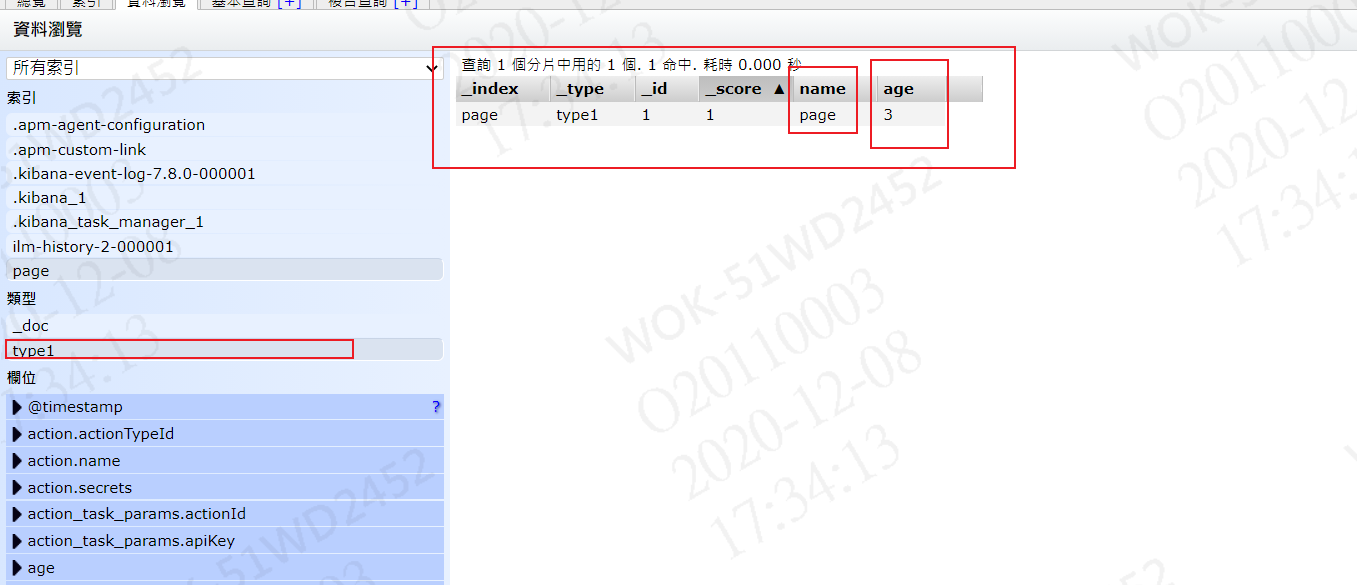 總覽 索引 資料瀏覽 基本查詢 [+] 複合查詢 [+]
資料瀏覽
所有索引
索引
.apm-agent-configuration
.apm-custom-link
.kibana-event-log-7.8.0-000001
.kibana_1
.kibana_task_manager_1
ilm-history-2-000001
page
類型
_doc
type1
欄位
@timestamp ?
action.actionTypeId
action.name
action.secrets
action_task_params.actionId
action_task_params.apiKey
age
查詢 1 個分片中用的 1 個. 1 命中. 耗時 0.000 秒
_index _type _id _score ▲ name age
page type1 1 1 page 3
WOK-51WD2452
O20110003
2020-12-08
17:34:13